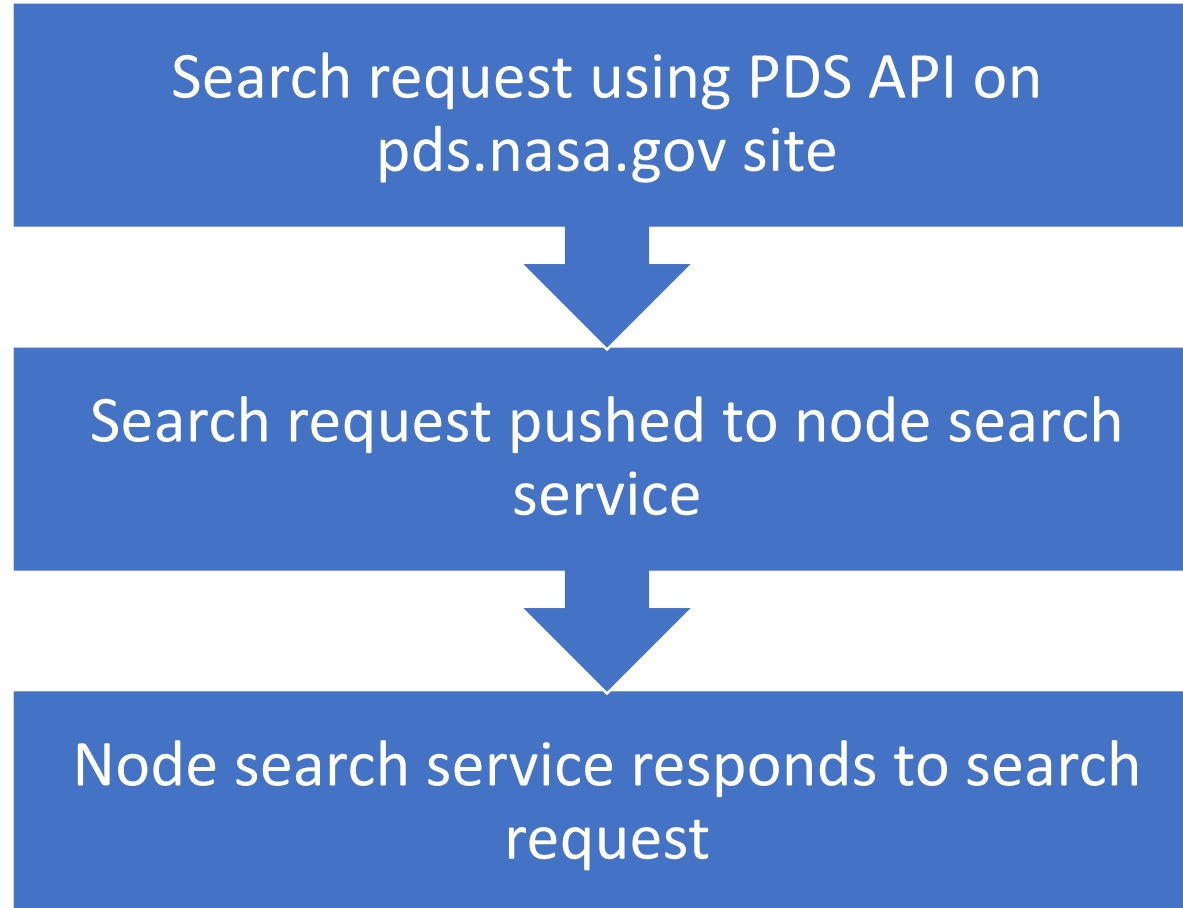 Search request using PDS API on
pds.nasa.gov site
Search request pushed to node search
service
Node search service responds to search
request